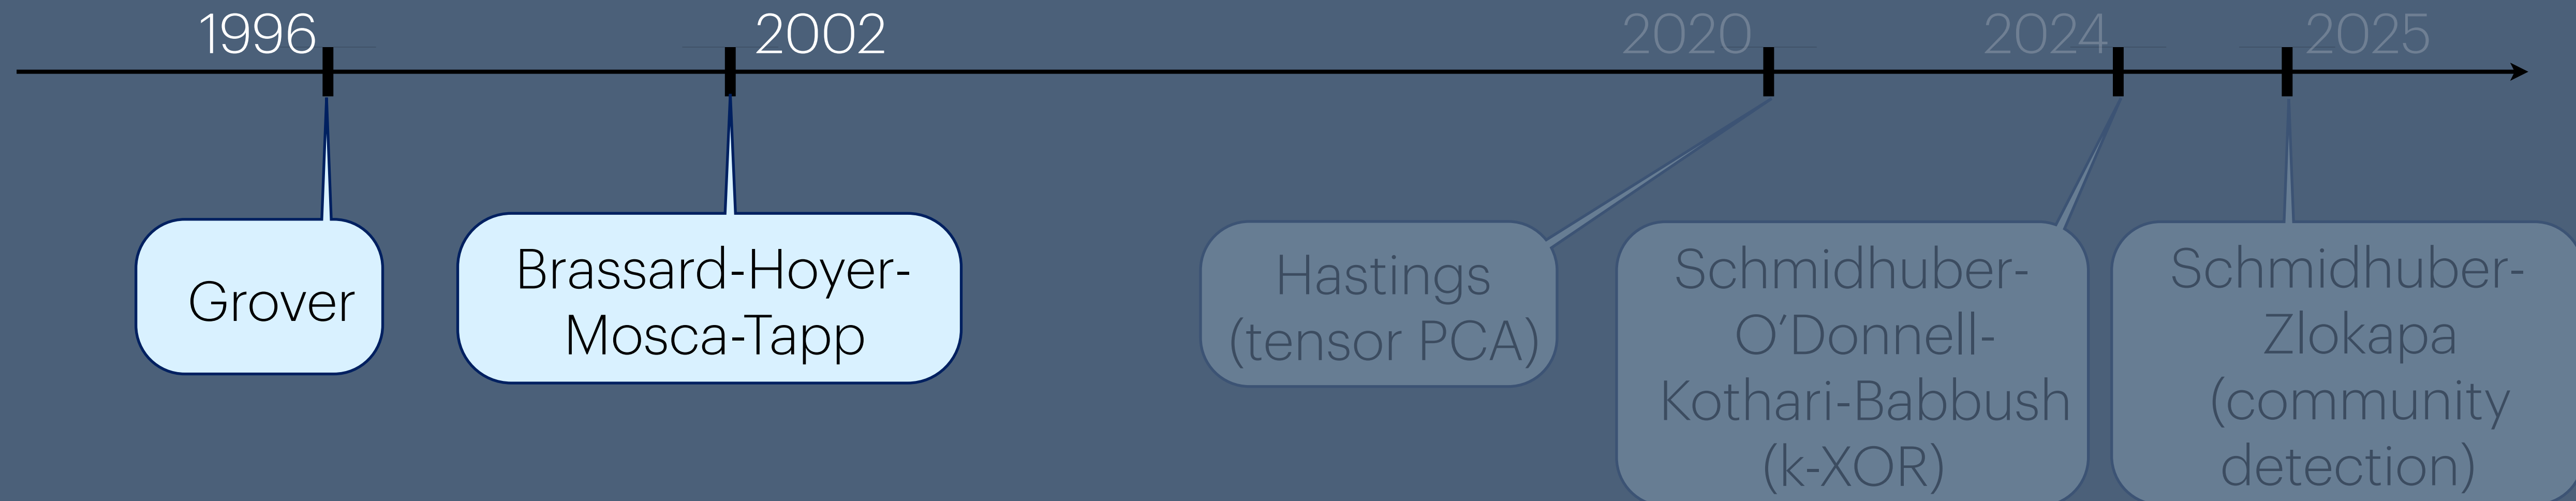 1996
2002
2020
2024
2025
Grover
Brassard-Hoyer-
Mosca-Tapp
Hastings
(tensor PCA)
Schmidhuber-
O’Donnell-
Kothari-Babbush
(k-XOR)
Schmidhuber-
Zlokapa
(community
detection)